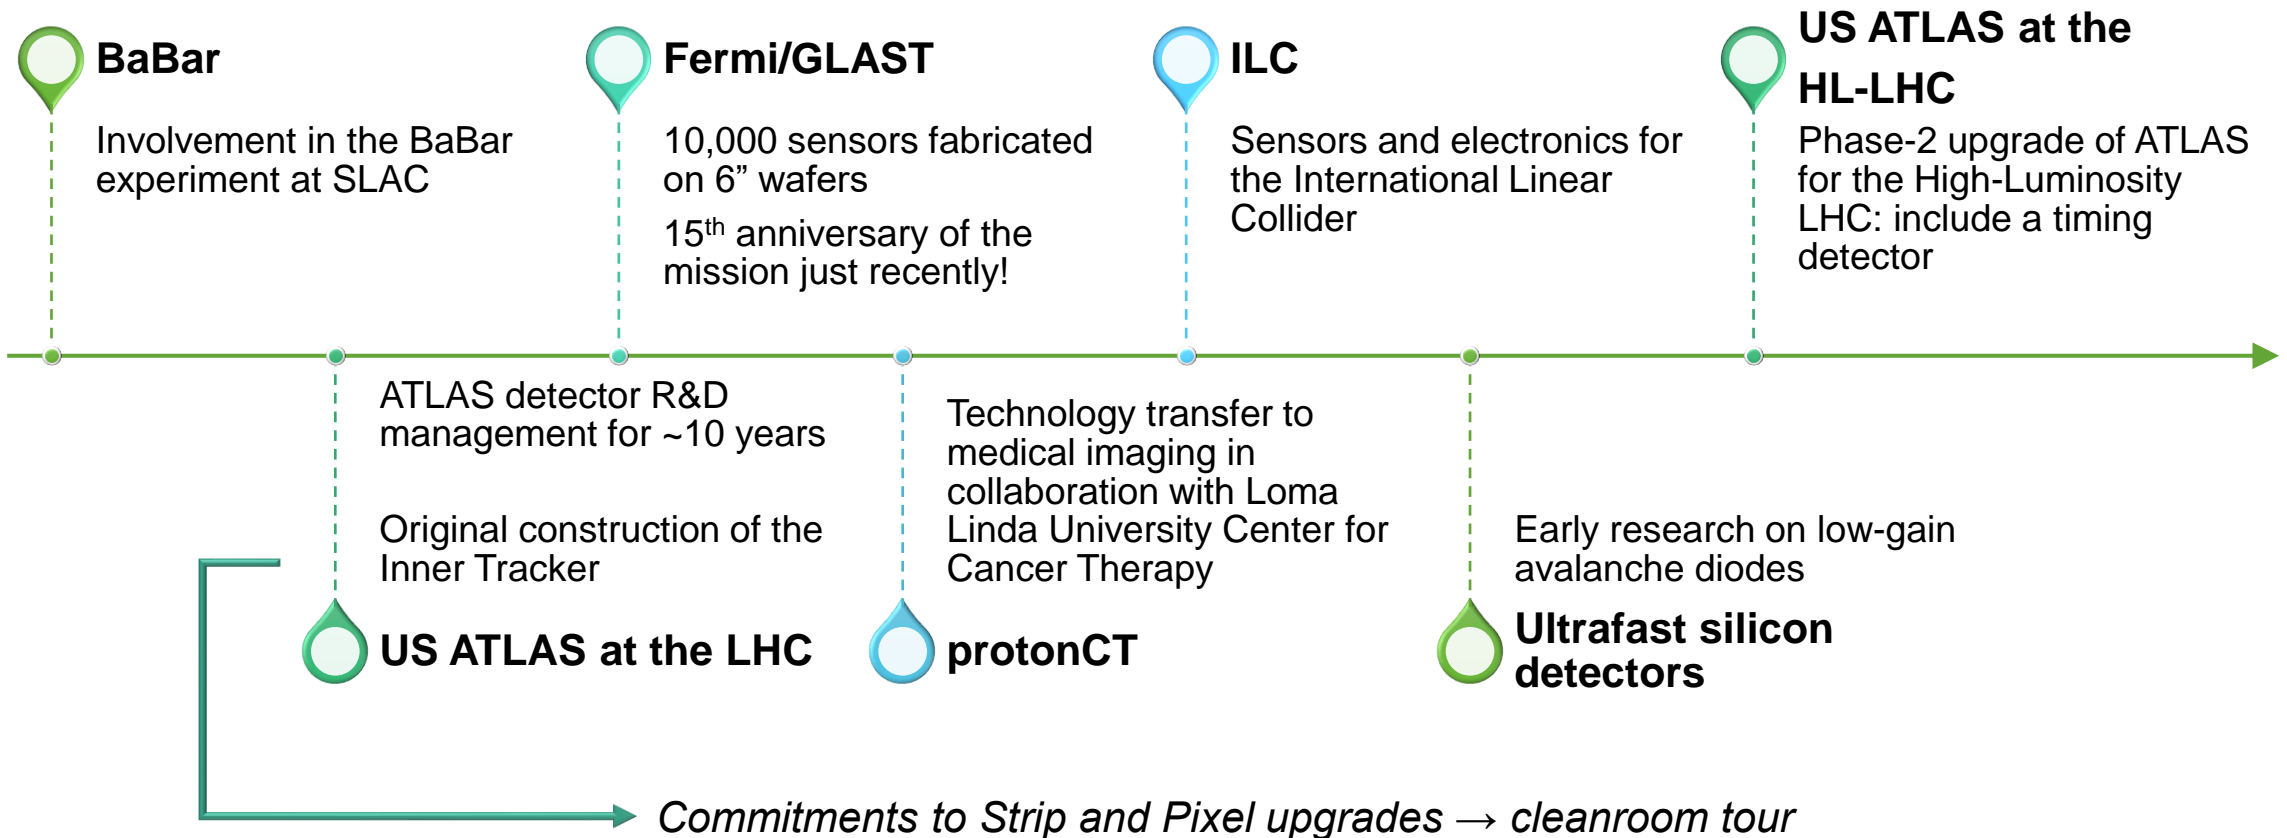 BaBar
Involvement in the BaBar
experiment at SLAC
Fermi/GLAST
10,000 sensors fabricated
on 6” wafers
15th anniversary of the
mission just recently!
ILC
Sensors and electronics for
the International Linear
Collider
US ATLAS at the
HL-LHC
Phase-2 upgrade of ATLAS
for the High-Luminosity
LHC: include a timing
detector
ATLAS detector R&D
management for ~10 years
Original construction of the
Inner Tracker
US ATLAS at the LHC
Technology transfer to
medical imaging in
collaboration with Loma
Linda University Center for
Cancer Therapy
protonCT
Early research on low-gain
avalanche diodes
Ultrafast silicon
detectors
Commitments to Strip and Pixel upgrades → cleanroom tour